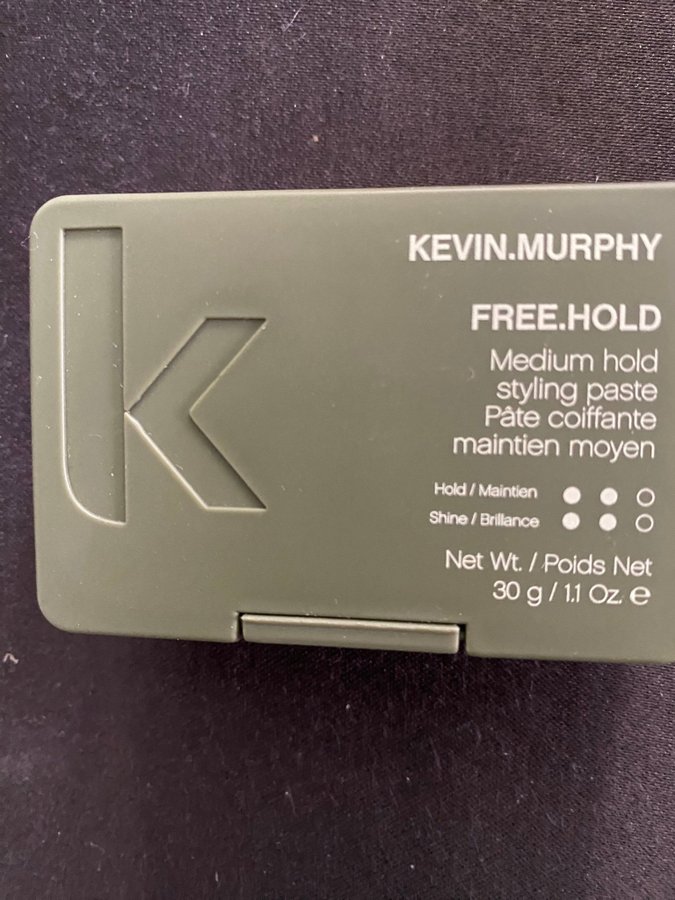 k
KEVIN.MURPHY
FREE.HOLD
Medium hold
styling paste
Pâte coiffante
maintien moyen
Hold / Maintien
Shine / Brillance
Net Wt. / Poids Net
30 g / 1.1 Oz. e